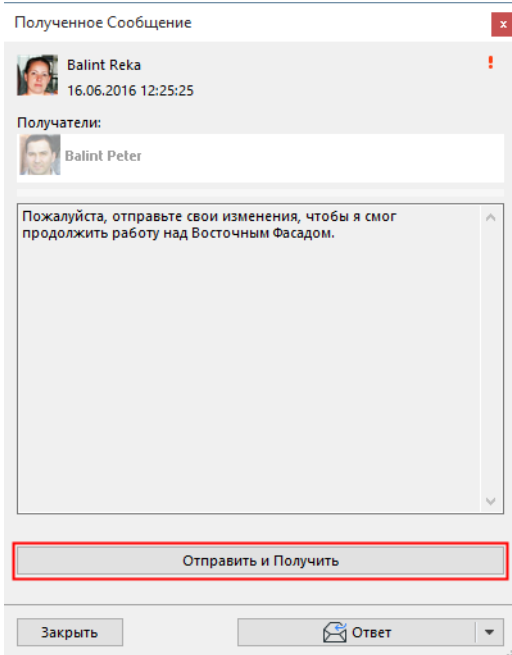 Полученное Сообщение
x
Balint Reka
!
16.06.2016 12:25:25
Получатели:
Balint Peter
Пожалуйста, отправьте свои изменения, чтобы я смог
продолжить работу над Восточным Фасадом.
Отправить и Получить
Закрыть
Ответ